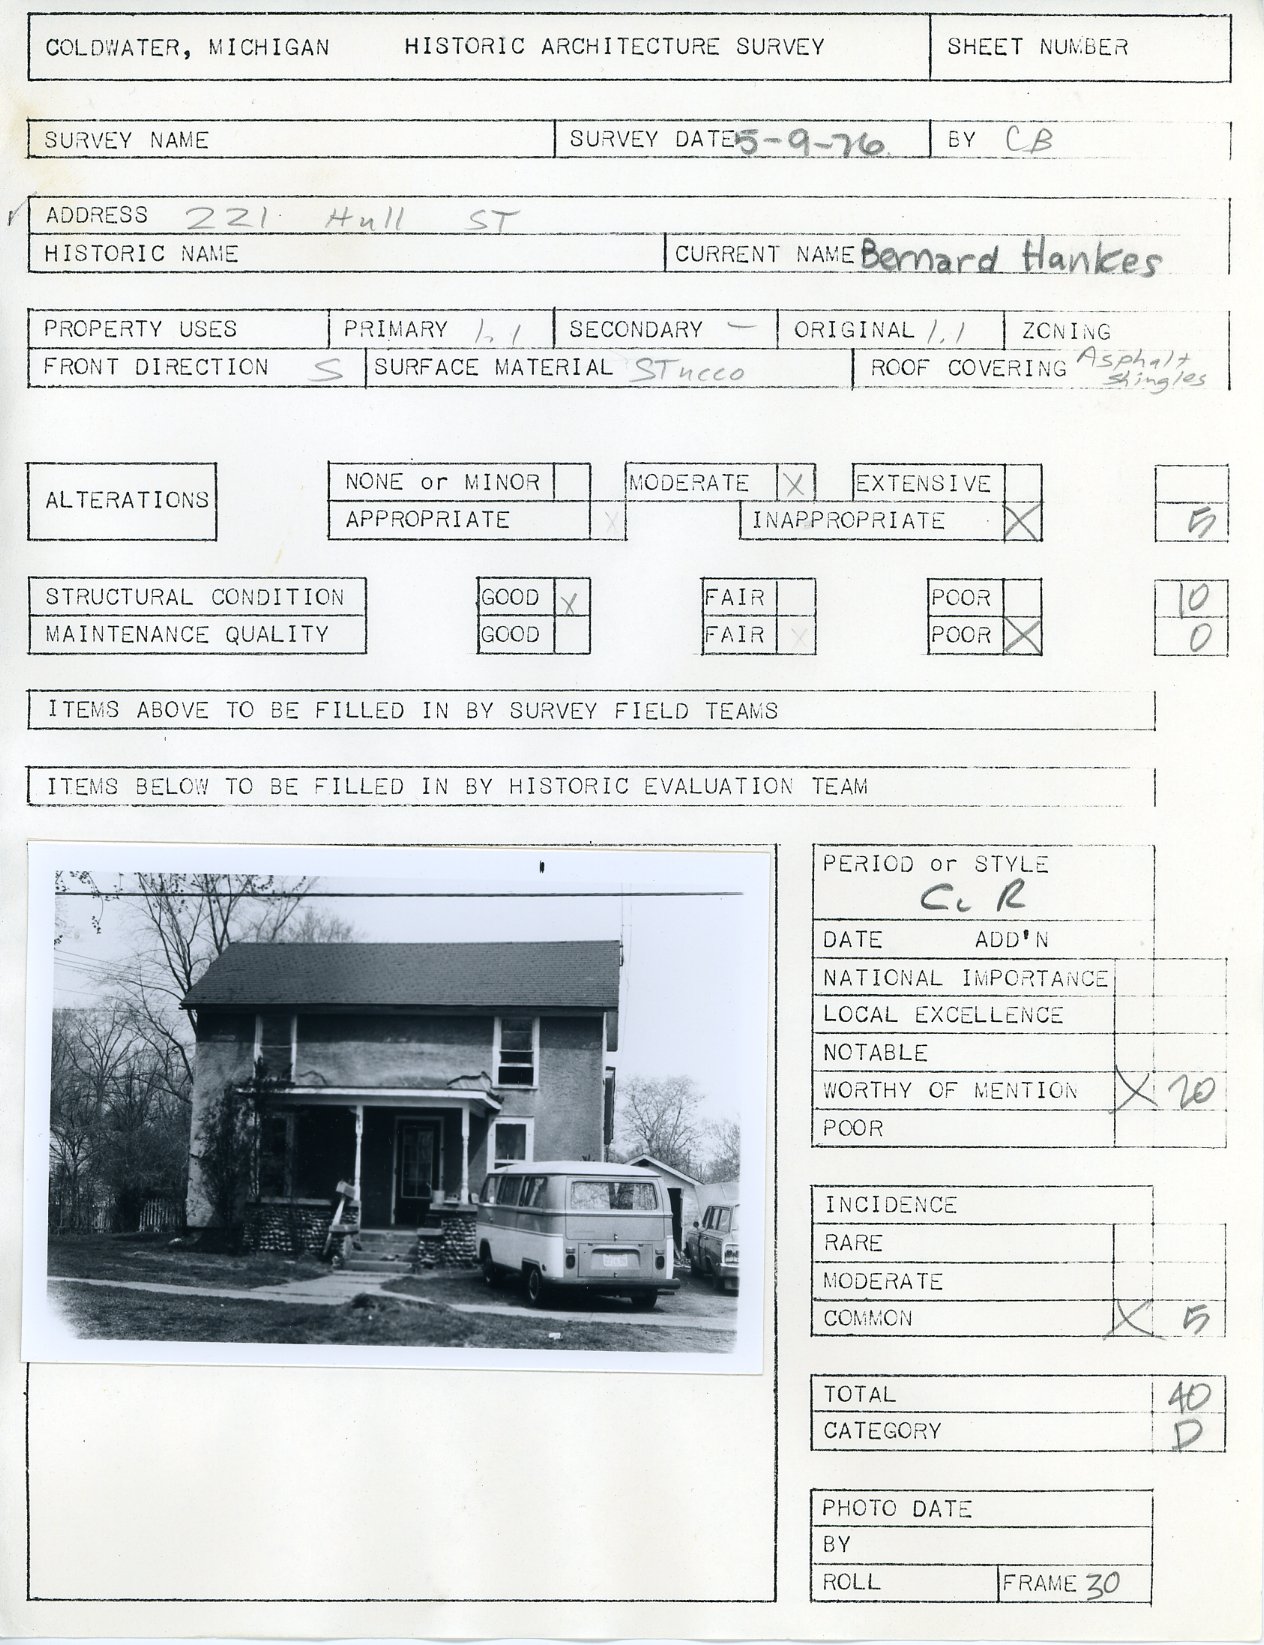 COLDWATER, MICHIGAN HISTORIC ARCHITECTURE SURVEY SHEET NUMBER
SURVEY NAME SURVEY DATE 5-9-76. BY CB
ADDRESS 221 Hull ST
HISTORIC NAME CURRENT NAME Bernard Hankes
PROPERTY USES PRIMARY 1.1 SECONDARY - ORIGINAL 1.1 ZONING
FRONT DIRECTION S SURFACE MATERIAL STucco ROOF COVERING Asphalt shingles
ALTERATIONS
NONE or MINOR MODERATE X EXTENSIVE
APPROPRIATE X INAPPROPRIATE X 5
STRUCTURAL CONDITION GOOD X FAIR POOR 10
MAINTENANCE QUALITY GOOD FAIR X POOR X 0
ITEMS ABOVE TO BE FILLED IN BY SURVEY FIELD TEAMS
ITEMS BELOW TO BE FILLED IN BY HISTORIC EVALUATION TEAM
PERIOD or STYLE
C. R
DATE ADD'N
NATIONAL IMPORTANCE
LOCAL EXCELLENCE
NOTABLE
WORTHY OF MENTION X 20
POOR
INCIDENCE
RARE
MODERATE
COMMON X 5
TOTAL 40
CATEGORY D
PHOTO DATE
BY
ROLL FRAME 30